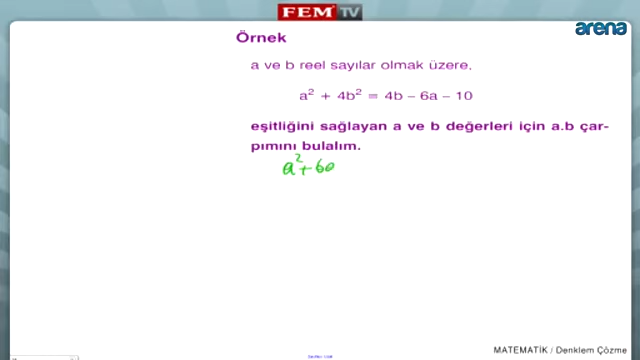 FEM TV
arena
Örnek
a ve b reel sayılar olmak üzere,
a² + 4b² = 4b – 6a – 10
eşitliğini sağlayan a ve b değerleri için a.b çar-
pımını bulalım.
a² + 6a
MATEMATİK / Denklem Çözme